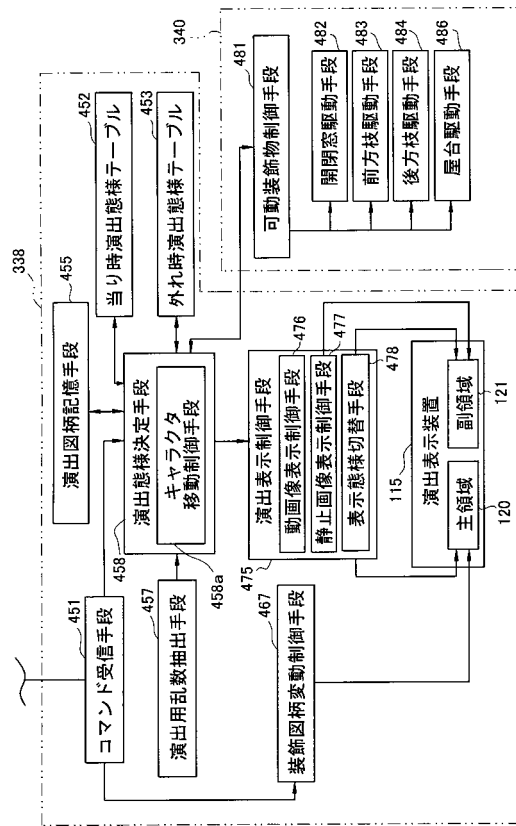 338
451
コマンド受信手段
455
演出図柄記憶手段
452
当り時演出態様テーブル
453
外れ時演出態様テーブル
458
演出態様決定手段
キャラクタ
移動制御手段
458a
457
演出用乱数抽出手段
467
装飾図柄変動制御手段
475
演出表示制御手段
動画像表示制御手段
476
静止画像表示制御手段
477
表示態様切替手段
478
115
演出表示装置
主領域
120
副領域
121
340
481
可動装飾物制御手段
482
開閉窓駆動手段
483
前方枝駆動手段
484
後方枝駆動手段
486
屋台駆動手段